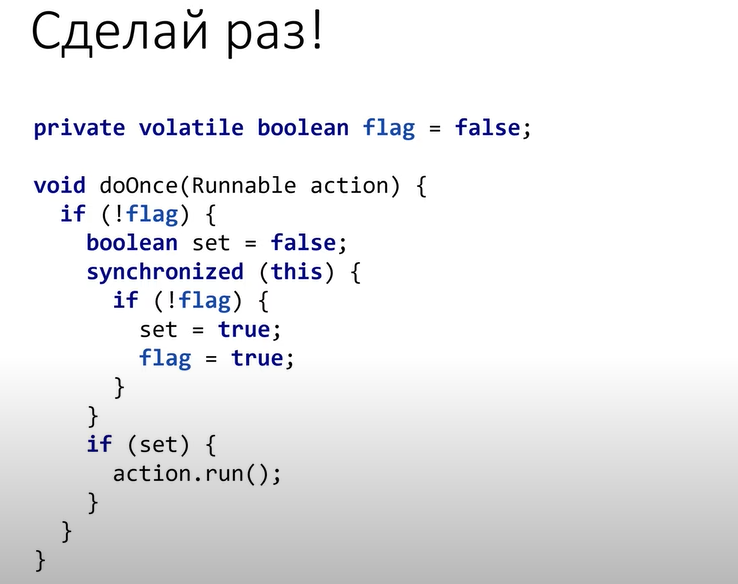 Сделай раз!
private volatile boolean flag = false;
void doOnce(Runnable action) {
if (!flag) {
boolean set = false;
synchronized (this) {
if (!flag) {
set = true;
flag = true;
}
}
if (set) {
action.run();
}
}
}